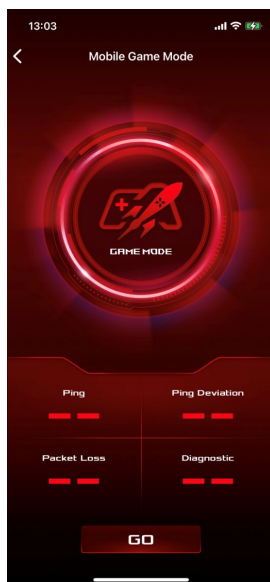 13:03
Mobile Game Mode
GAME MODE
Ping
Ping Deviation
-- --
Packet Loss
Diagnostic
-- --
GO